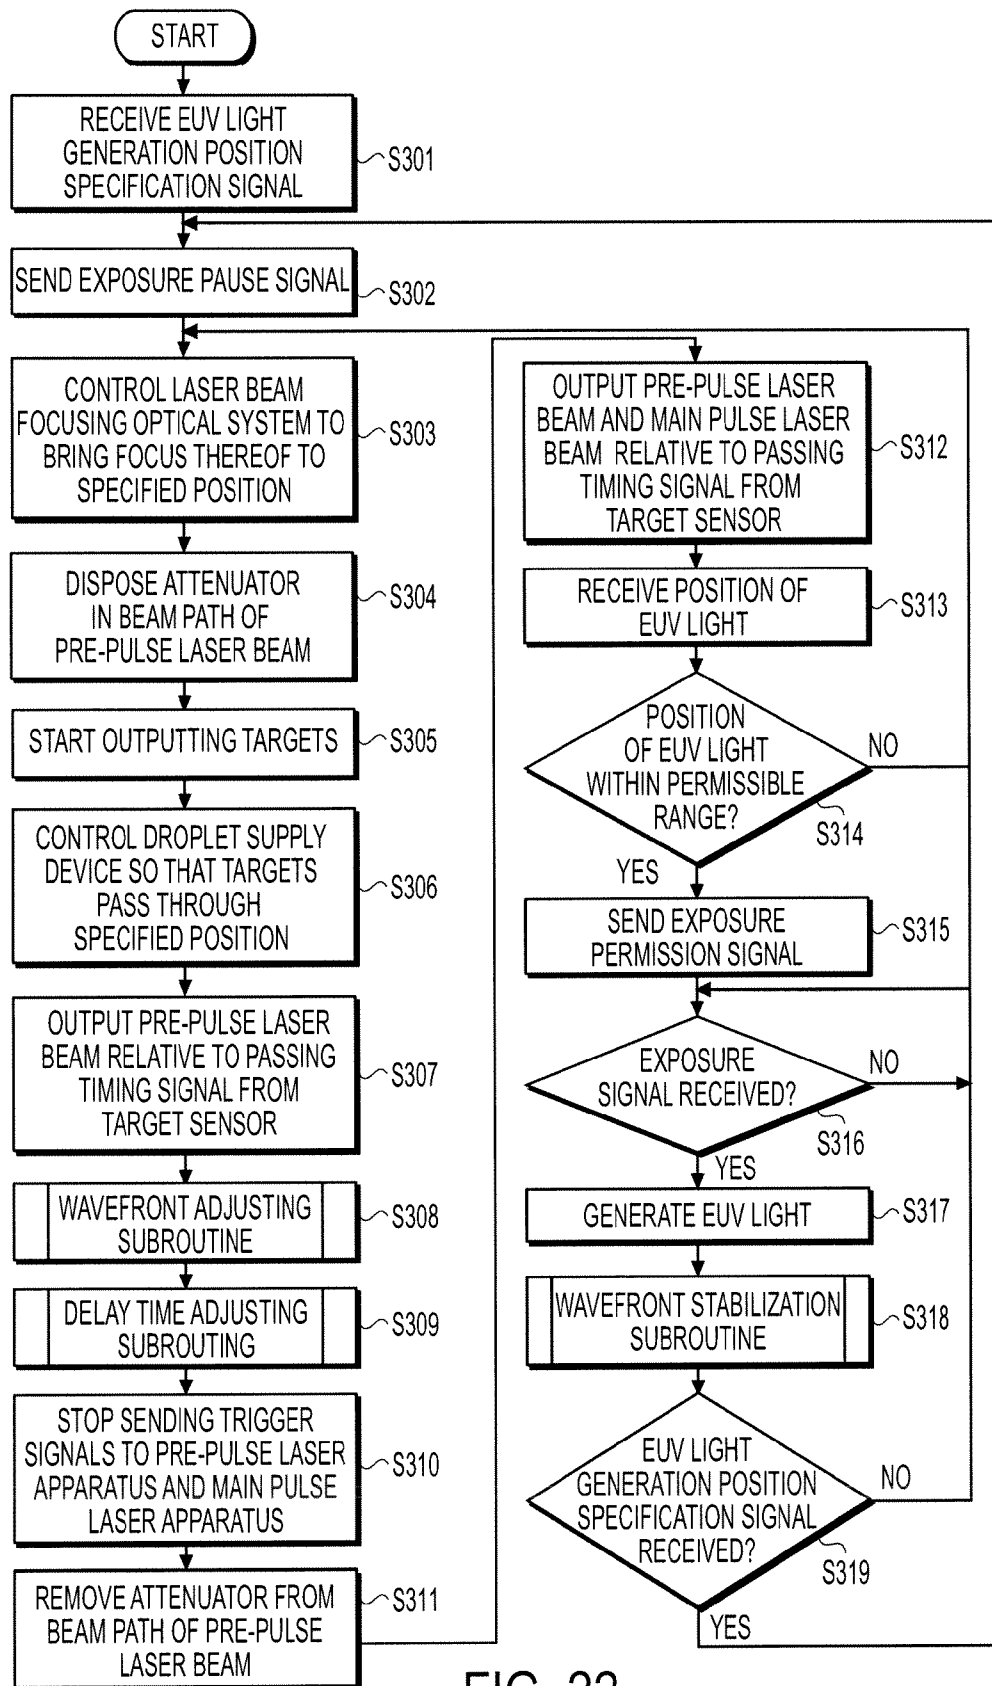 START
RECEIVE EUV LIGHT
GENERATION POSITION
SPECIFICATION SIGNAL
S301
SEND EXPOSURE PAUSE SIGNAL
S302
CONTROL LASER BEAM
FOCUSING OPTICAL SYSTEM TO
BRING FOCUS THEREOF TO
SPECIFIED POSITION
S303
DISPOSE ATTENUATOR
IN BEAM PATH OF
PRE-PULSE LASER BEAM
S304
START OUTPUTTING TARGETS
S305
CONTROL DROPLET SUPPLY
DEVICE SO THAT TARGETS
PASS THROUGH
SPECIFIED POSITION
S306
OUTPUT PRE-PULSE LASER
BEAM RELATIVE TO PASSING
TIMING SIGNAL FROM
TARGET SENSOR
S307
WAVEFRONT ADJUSTING
SUBROUTINE
S308
DELAY TIME ADJUSTING
SUBROUTING
S309
STOP SENDING TRIGGER
SIGNALS TO PRE-PULSE LASER
APPARATUS AND MAIN PULSE
LASER APPARATUS
S310
REMOVE ATTENUATOR FROM
BEAM PATH OF PRE-PULSE
LASER BEAM
S311
OUTPUT PRE-PULSE LASER
BEAM AND MAIN PULSE LASER
BEAM RELATIVE TO PASSING
TIMING SIGNAL FROM
TARGET SENSOR
S312
RECEIVE POSITION OF
EUV LIGHT
S313
POSITION
OF EUV LIGHT
WITHIN PERMISSIBLE
RANGE?
NO
S314
YES
SEND EXPOSURE
PERMISSION SIGNAL
S315
EXPOSURE
SIGNAL RECEIVED?
NO
S316
YES
GENERATE EUV LIGHT
S317
WAVEFRONT STABILIZATION
SUBROUTINE
S318
EUV LIGHT
GENERATION POSITION
SPECIFICATION SIGNAL
RECEIVED?
NO
S319
YES